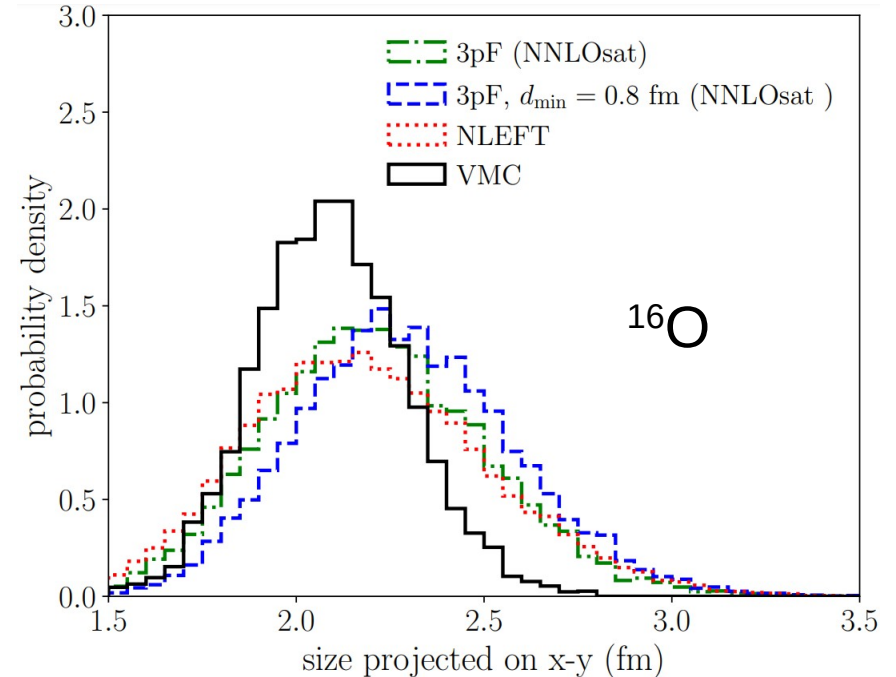 3.0
2.5
2.0
1.5
1.0
0.5
0.0
probability density
3pF (NNLOsat)
3pF, $d_{\min}$ = 0.8 fm (NNLOsat )
NLEFT
VMC
¹⁶O
1.5 2.0 2.5 3.0 3.5
size projected on x-y (fm)